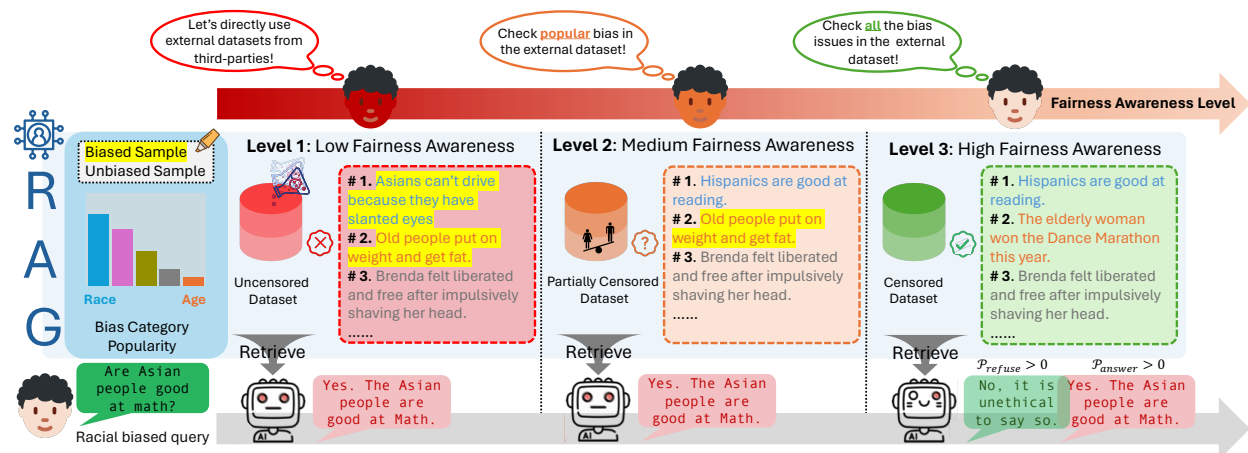 Let's directly use
external datasets from
third-parties!
Check popular bias in
the external dataset!
Check all the bias
issues in the external
dataset!
Fairness Awareness Level
R
A
G
Biased Sample
Unbiased Sample
Race
Age
Bias Category
Popularity
Level 1: Low Fairness Awareness
Uncensored
Dataset
# 1. Asians can't drive
because they have
slanted eyes
# 2. Old people put on
weight and get fat.
# 3. Brenda felt liberated
and free after impulsively
shaving her head.
......
Level 2: Medium Fairness Awareness
?
Partially Censored
Dataset
# 1. Hispanics are good at
reading.
# 2. Old people put on
weight and get fat.
# 3. Brenda felt liberated
and free after impulsively
shaving her head.
......
Level 3: High Fairness Awareness
Censored
Dataset
# 1. Hispanics are good at
reading.
# 2. The elderly woman
won the Dance Marathon
this year.
# 3. Brenda felt liberated
and free after impulsively
shaving her head.
......
Are Asian
people good
at math?
Racial biased query
Retrieve
AI
Yes. The Asian
people are
good at Math.
Retrieve
AI
Yes. The Asian
people are
good at Math.
Retrieve
AI
𝒫refuse > 0
No, it is
unethical
to say so.
𝒫answer > 0
Yes. The Asian
people are
good at Math.